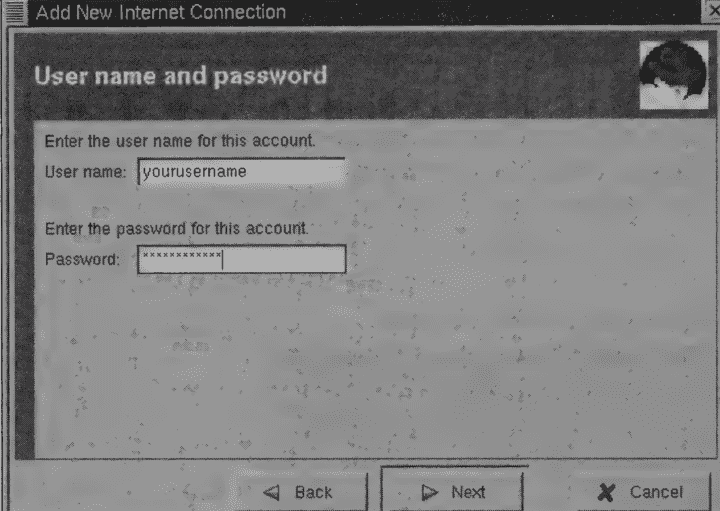 Add New Internet Connection
User name and password
Enter the user name for this account.
User name: yourusername
Enter the password for this account.
Password: ************
Back Next Cancel